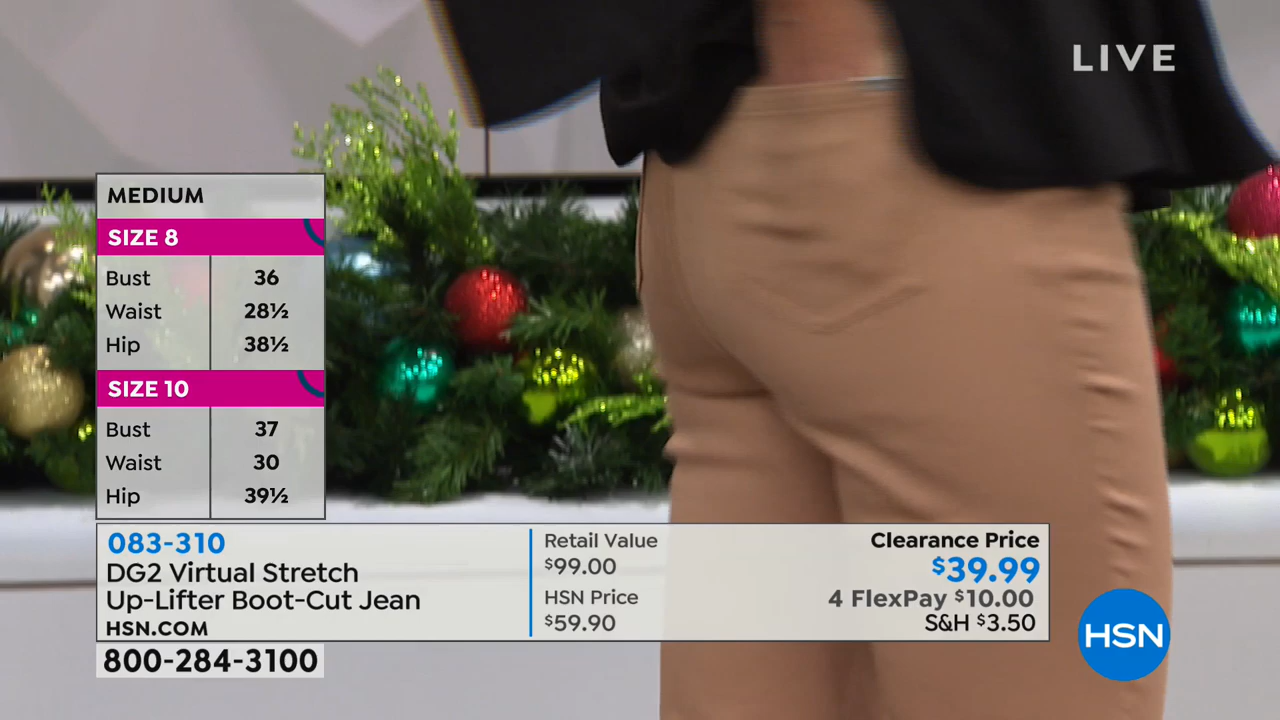 LIVE
MEDIUM
SIZE 8
Bust 36
Waist 28½
Hip 38½
SIZE 10
Bust 37
Waist 30
Hip 39½
083-310
DG2 Virtual Stretch
Up-Lifter Boot-Cut Jean
HSN.COM
800-284-3100
Retail Value
$99.00
HSN Price
$59.90
Clearance Price
$39.99
4 FlexPay $10.00
S&H $3.50
HSN